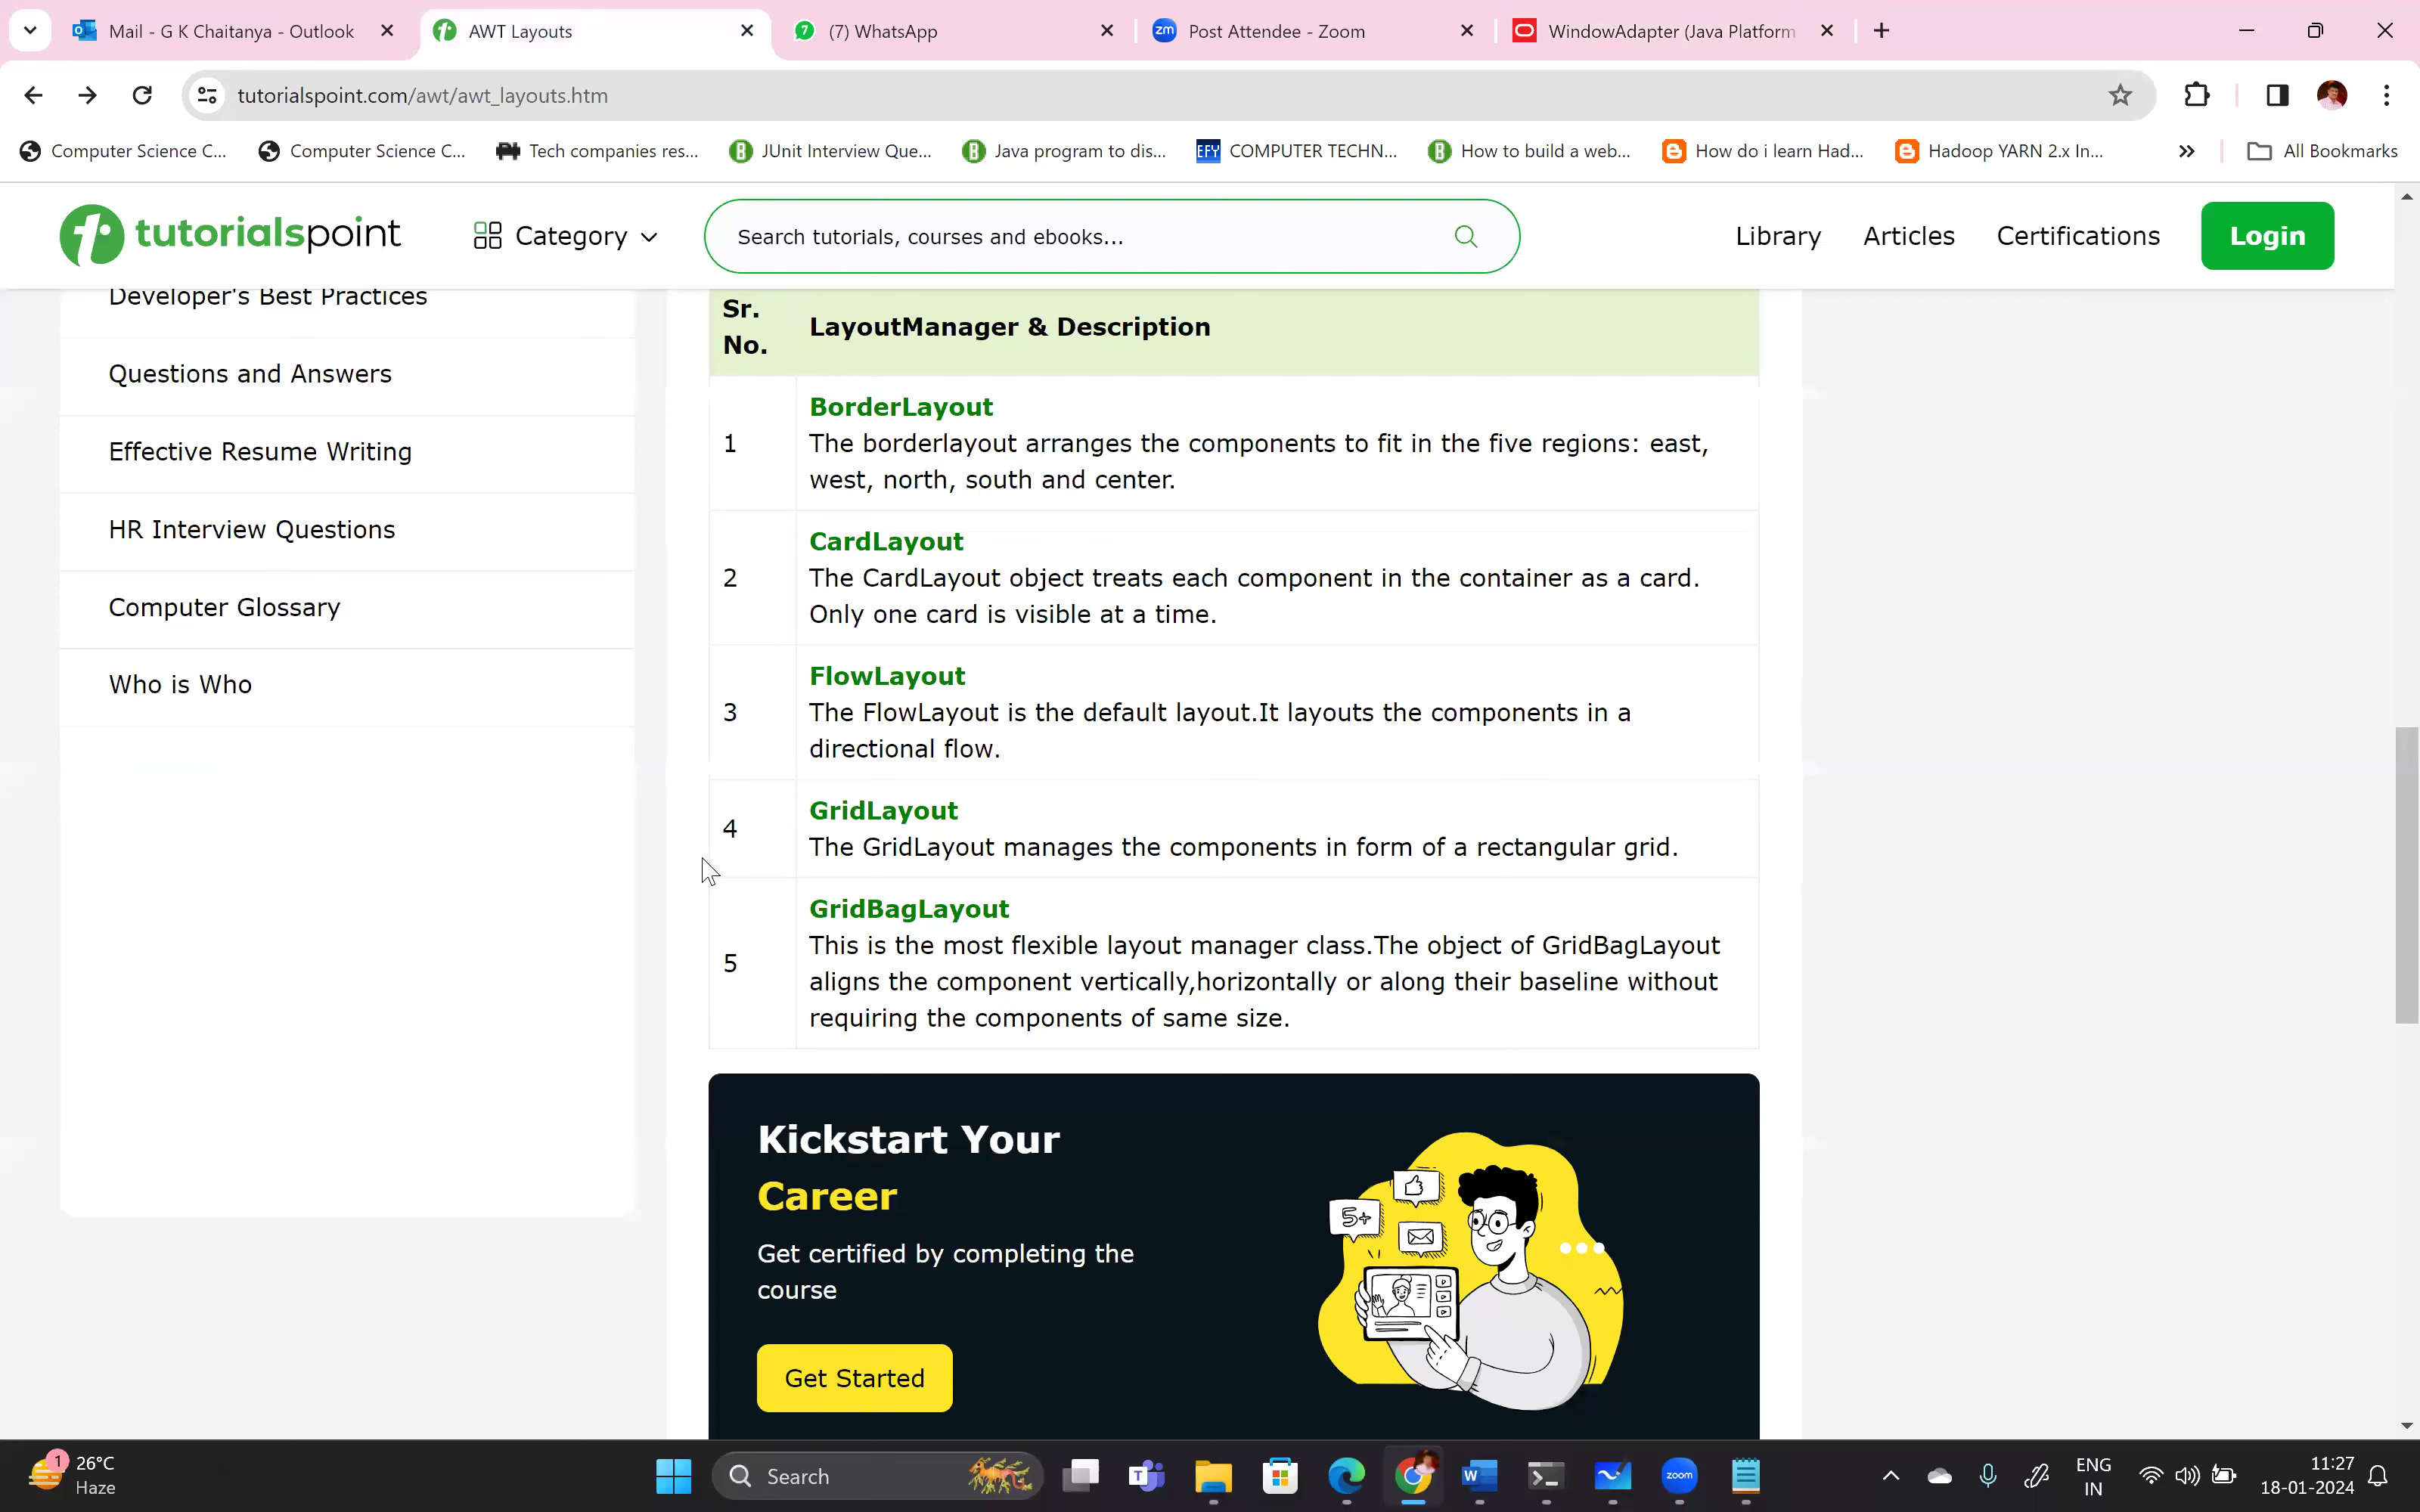 Mail - G K Chaitanya - Outlook
AWT Layouts
7
(7) WhatsApp
zm
Post Attendee - Zoom
WindowAdapter (Java Platform
tutorialspoint.com/awt/awt_layouts.htm
Computer Science C...
Computer Science C...
Tech companies res...
JUnit Interview Que...
Java program to dis...
EFY
COMPUTER TECHN...
How to build a web...
How do i learn Had...
Hadoop YARN 2.x In...
All Bookmarks
tutorialspoint
Category
Search tutorials, courses and ebooks...
Library
Articles
Certifications
Login
Developer's Best Practices
Questions and Answers
Effective Resume Writing
HR Interview Questions
Computer Glossary
Who is Who
Sr. No.
LayoutManager & Description
1
BorderLayout
The borderlayout arranges the components to fit in the five regions: east,
west, north, south and center.
2
CardLayout
The CardLayout object treats each component in the container as a card.
Only one card is visible at a time.
3
FlowLayout
The FlowLayout is the default layout.It layouts the components in a
directional flow.
4
GridLayout
The GridLayout manages the components in form of a rectangular grid.
5
GridBagLayout
This is the most flexible layout manager class.The object of GridBagLayout
aligns the component vertically,horizontally or along their baseline without
requiring the components of same size.
Kickstart Your
Career
Get certified by completing the
course
Get Started
5+
1
26°C
Haze
Search
zoom
ENG
IN
11:27
18-01-2024